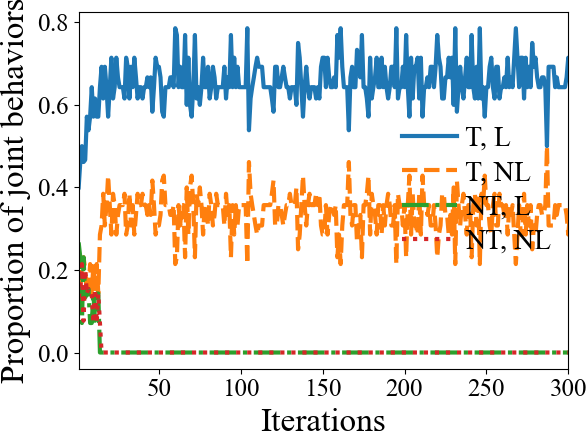 Proportion of joint behaviors
0.8
0.6
0.4
0.2
0.0
T, L
T, NL
NT, L
NT, NL
50
100
150
200
250
300
Iterations